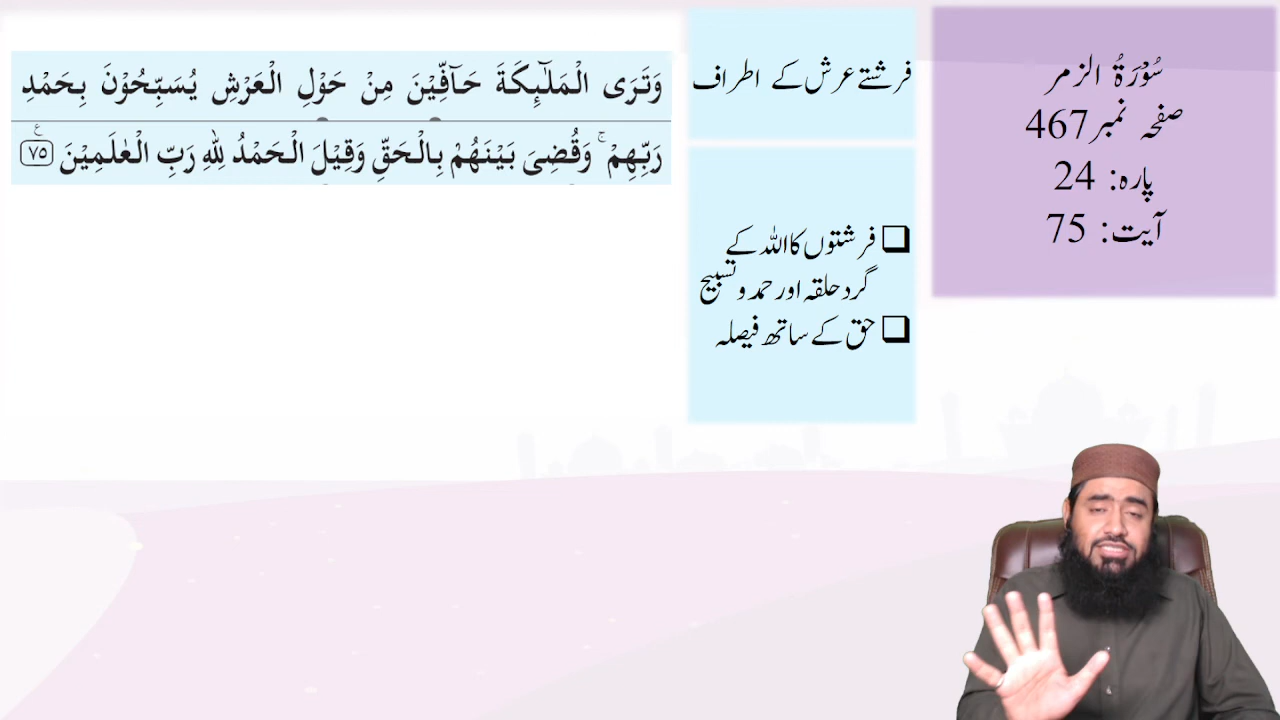 سُوْرَةُ الزمر
صفحہ نمبر 467
پارہ: 24
آیت: 75
فرشتے عرش کے اطراف
❑ فرشتوں کا اللہ کے
گرد حلقہ اور حمد و تسبیح
❑ حق کے ساتھ فیصلہ
وَتَرَى الْمَلٰٓئِكَةَ حَآفِّيْنَ مِنْ حَوْلِ الْعَرْشِ يُسَبِّحُوْنَ بِحَمْدِ
رَبِّهِمْ ۚ وَقُضِىَ بَيْنَهُمْ بِالْحَقِّ وَقِيْلَ الْحَمْدُ لِلّٰهِ رَبِّ الْعٰلَمِيْنَ ﴿٧٥﴾ ع